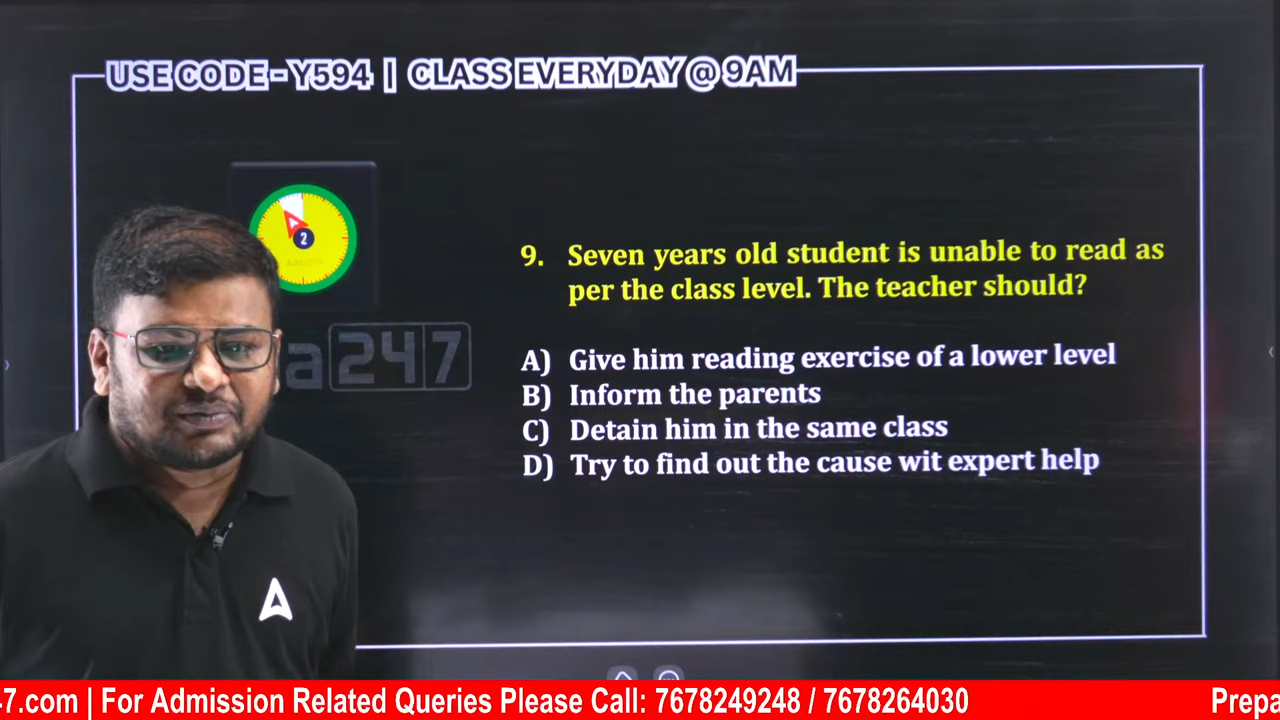 USE CODE - Y594 | CLASS EVERYDAY @ 9AM
2
a247
9. Seven years old student is unable to read as
per the class level. The teacher should?
A) Give him reading exercise of a lower level
B) Inform the parents
C) Detain him in the same class
D) Try to find out the cause wit expert help
7.com | For Admission Related Queries Please Call: 7678249248 / 7678264030
Prepa